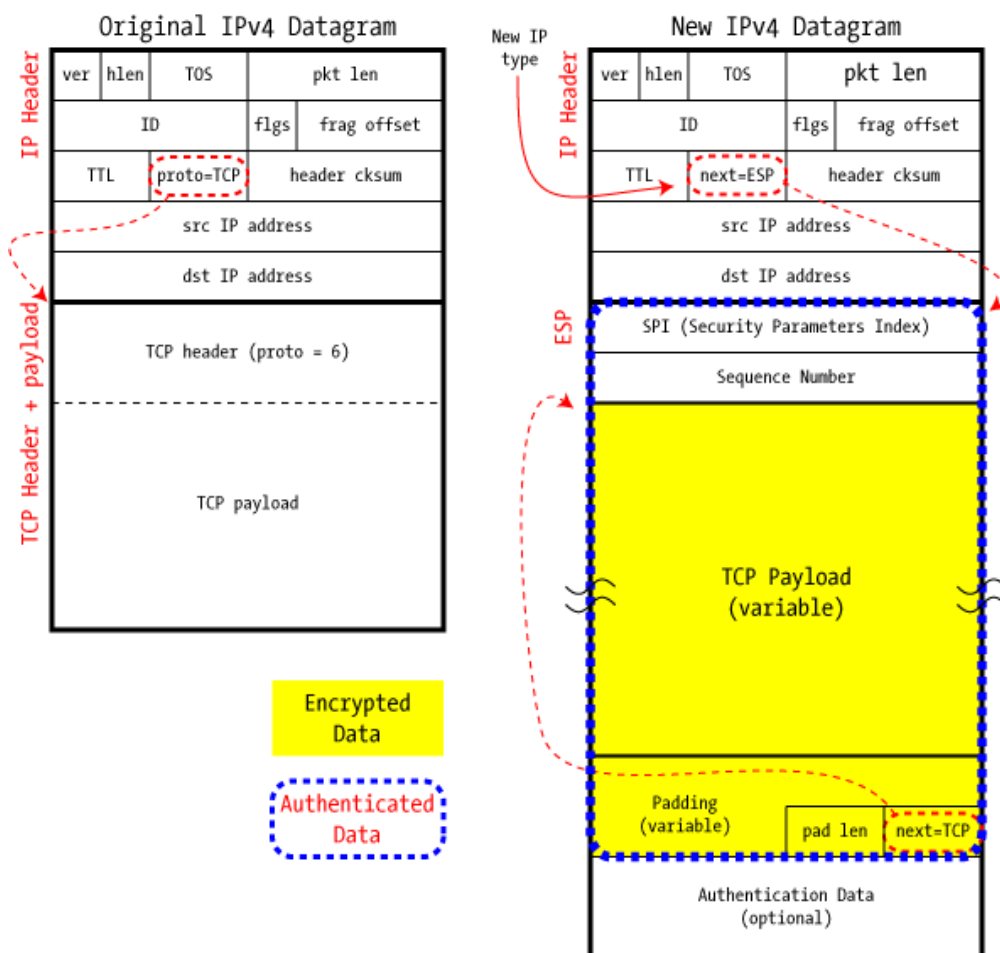 Original IPv4 Datagram
IP Header
ver hlen TOS pkt len
ID flgs frag offset
TTL proto=TCP header cksum
src IP address
dst IP address
TCP Header + payload
TCP header (proto = 6)
TCP payload
Encrypted
Data
Authenticated
Data
New IPv4 Datagram
New IP
type
IP Header
ver hlen TOS pkt len
ID flgs frag offset
TTL next=ESP header cksum
src IP address
dst IP address
ESP
SPI (Security Parameters Index)
Sequence Number
TCP Payload
(variable)
Padding
(variable)
pad len next=TCP
Authentication Data
(optional)